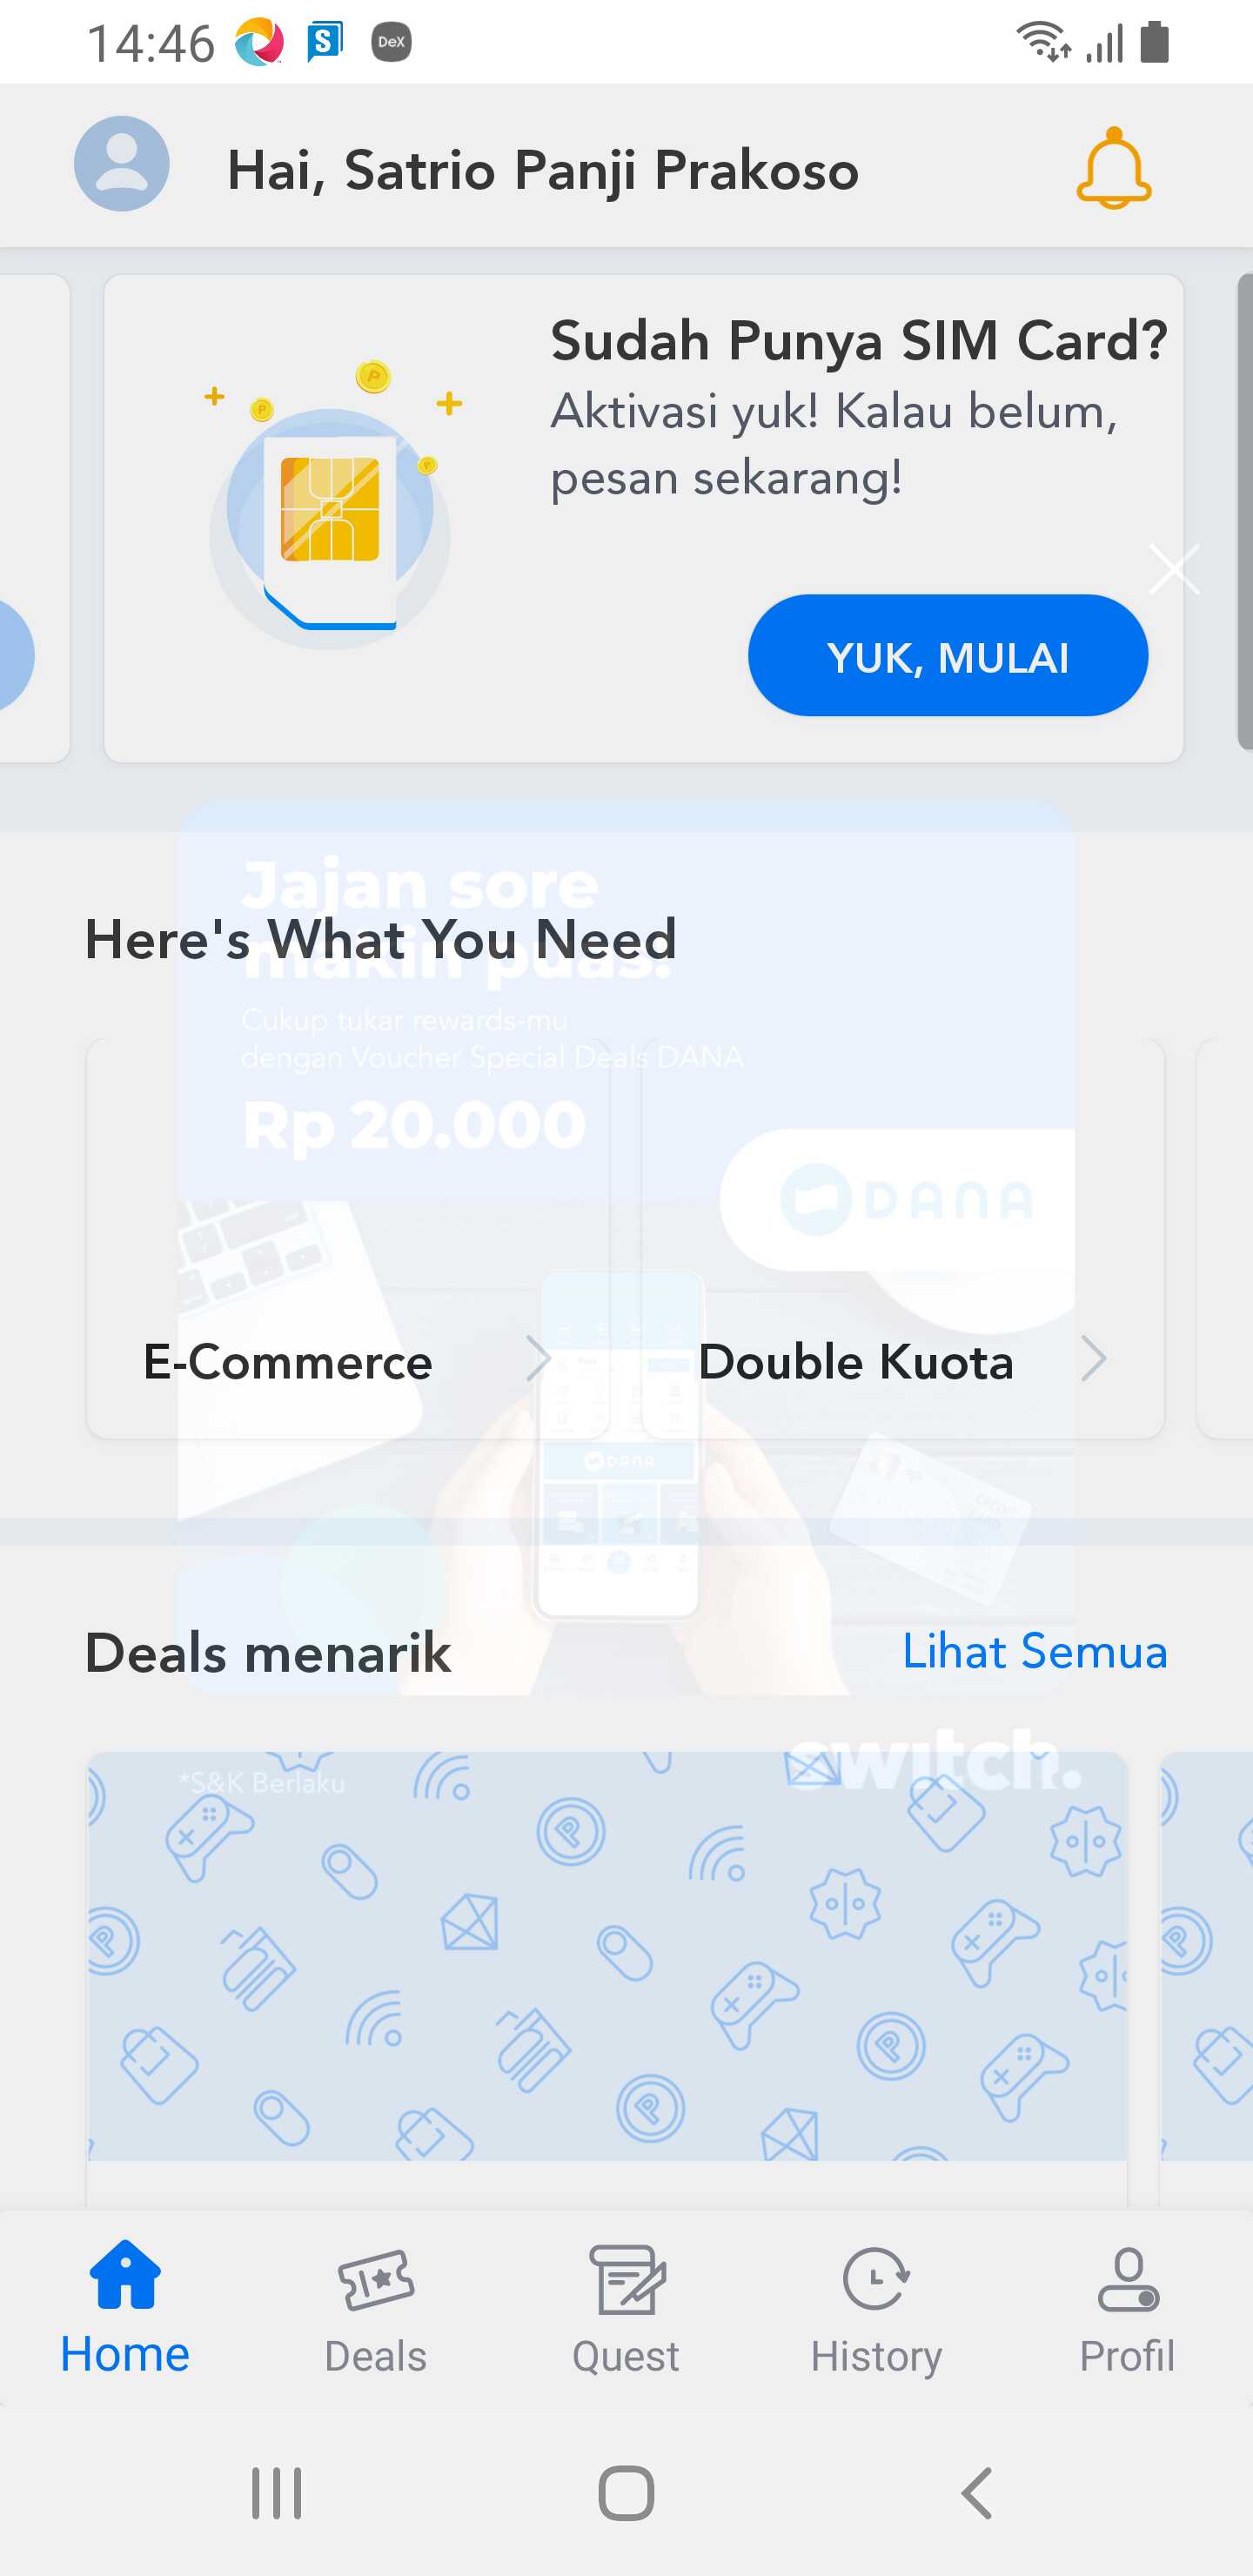 14:46
DeX
Hai, Satrio Panji Prakoso
Sudah Punya SIM Card?
Aktivasi yuk! Kalau belum,
pesan sekarang!
YUK, MULAI
Jajan sore
makin puas.
Here's What You Need
Cukup tukar rewards-mu
dengan Voucher Special Deals DANA
Rp 20.000
DANA
E-Commerce
Double Kuota
DANA
Deals menarik
Lihat Semua
switch.
*S&K Berlaku
Home
Deals
Quest
History
Profil